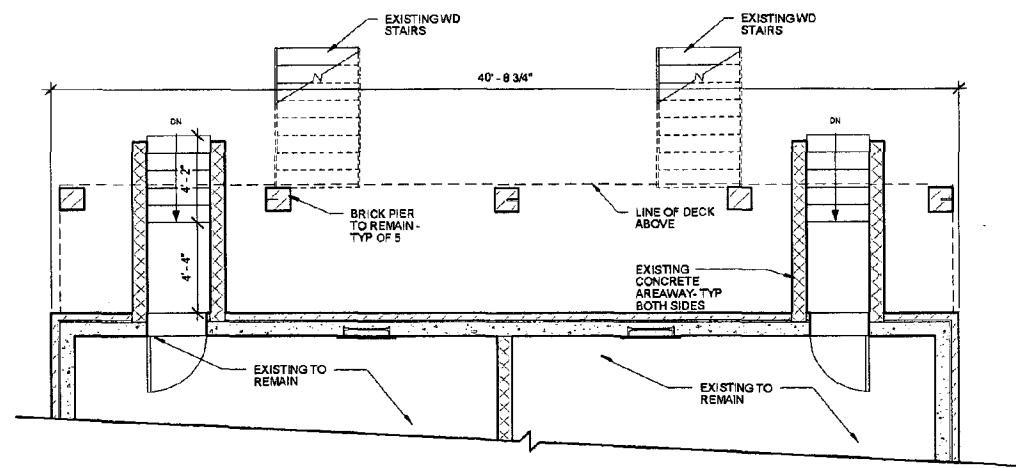 EXISTING WD
STAIRS
EXISTING WD
STAIRS
40' - 8 3/4"
DN
DN
4' - 2"
4' - 4"
BRICK PIER
TO REMAIN -
TYP OF 5
LINE OF DECK
ABOVE
EXISTING
CONCRETE
AREAWAY- TYP
BOTH SIDES
EXISTING TO
REMAIN
EXISTING TO
REMAIN